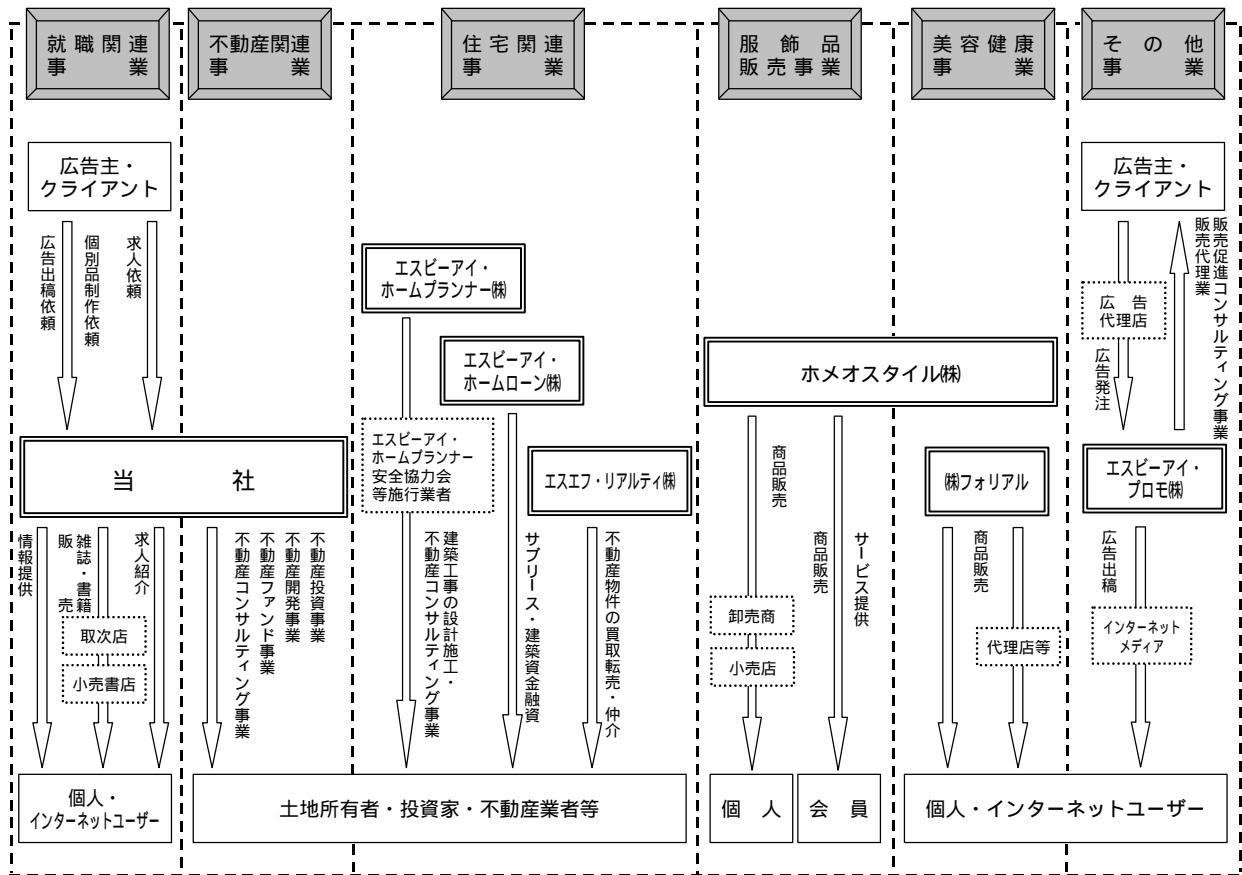 就職関連
事業
不動産関連
事業
住宅関連
事業
服飾品
販売事業
美容健康
事業
その他
事業
広告主・
クライアント
広告出稿依頼
個別品制作依頼
求人依頼
当社
情報提供
雑誌・書籍
販売
求人紹介
取次店
小売書店
個人・
インターネットユーザー
不動産投資事業
不動産開発事業
不動産ファンド事業
不動産コンサルティング事業
エスビーアイ・
ホームプランナー㈱
エスビーアイ・
ホームプランナー
安全協力会
等施行業者
建築工事の設計施工・
不動産コンサルティング事業
エスビーアイ・
ホームローン㈱
サブリース・建築資金融資
エスエフ・リアルティ㈱
不動産物件の買取転売・仲介
土地所有者・投資家・不動産業者等
ホメオスタイル㈱
商品販売
卸売商
小売店
商品販売
サービス提供
個人
会員
㈱フォリアル
商品販売
代理店等
広告主・
クライアント
広告
代理店
広告発注
販売促進コンサルティング事業
販売代理業
エスビーアイ・
プロモ㈱
広告出稿
インターネット
メディア
個人・インターネットユーザー